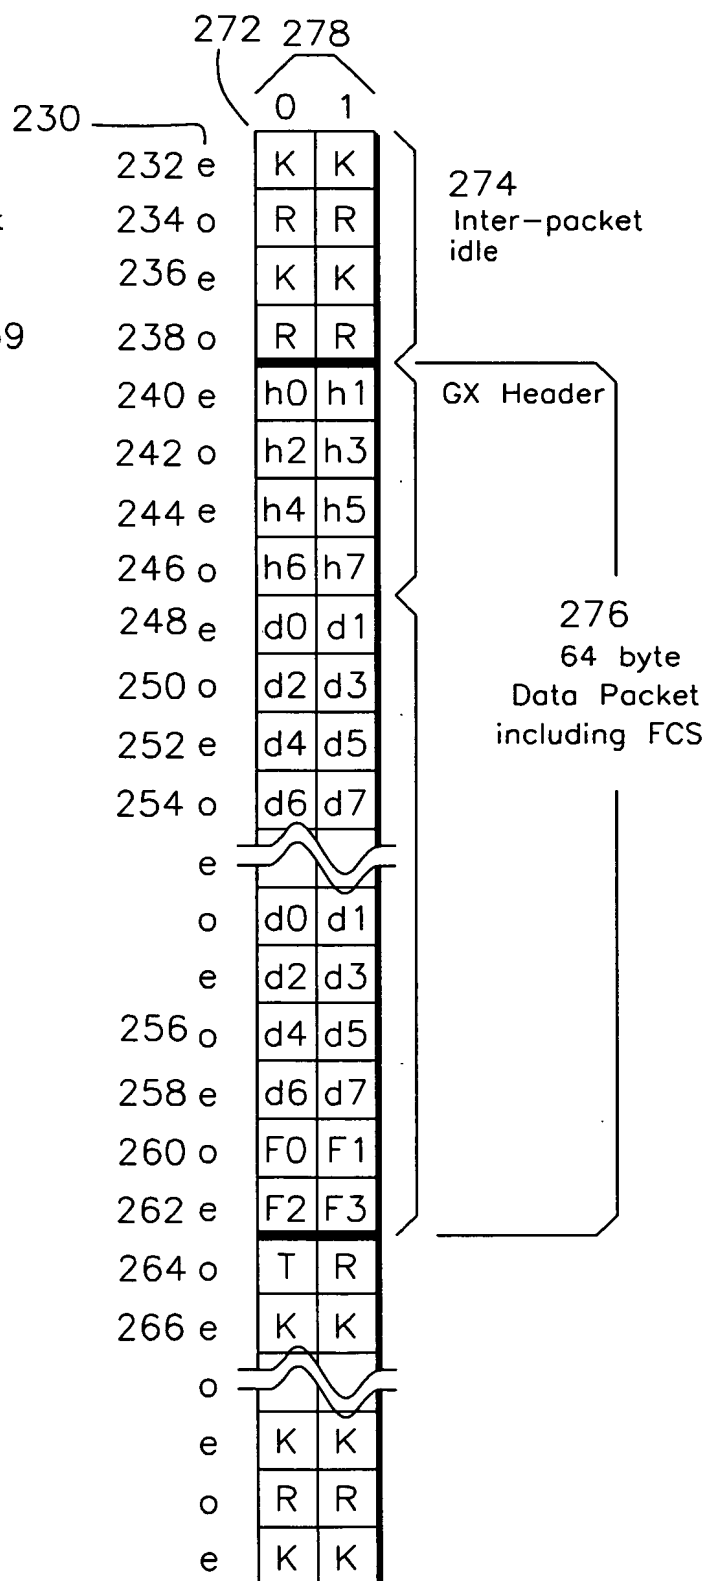 272 278
0 1
230
232 e K K
274
Inter-packet
idle
234 o R R
236 e K K
238 o R R
9
240 e h0 h1
GX Header
242 o h2 h3
244 e h4 h5
246 o h6 h7
248 e d0 d1
276
64 byte
Data Packet
including FCS
250 o d2 d3
252 e d4 d5
254 o d6 d7
e
o d0 d1
e d2 d3
256 o d4 d5
258 e d6 d7
260 o F0 F1
262 e F2 F3
264 o T R
266 e K K
o
e K K
o R R
e K K